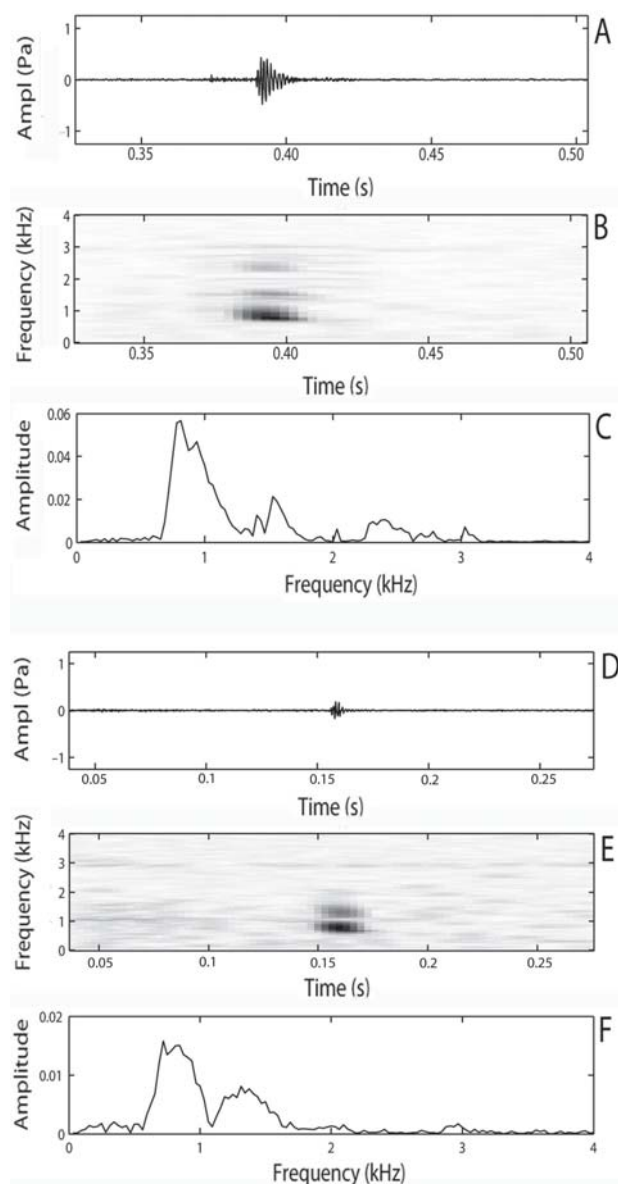 A
Ampl (Pa)
1
0
–1
0.35 0.40 0.45 0.50
Time (s)
B
Frequency (kHz)
4
3
2
1
0
0.35 0.40 0.45 0.50
Time (s)
C
Amplitude
0.06
0.04
0.02
0
0 1 2 3 4
Frequency (kHz)
D
Ampl (Pa)
1
0
–1
0.05 0.1 0.15 0.2 0.25
Time (s)
E
Frequency (kHz)
4
3
2
1
0
0.05 0.1 0.15 0.2 0.25
Time (s)
F
Amplitude
0.02
0.01
0
0 1 2 3 4
Frequency (kHz)